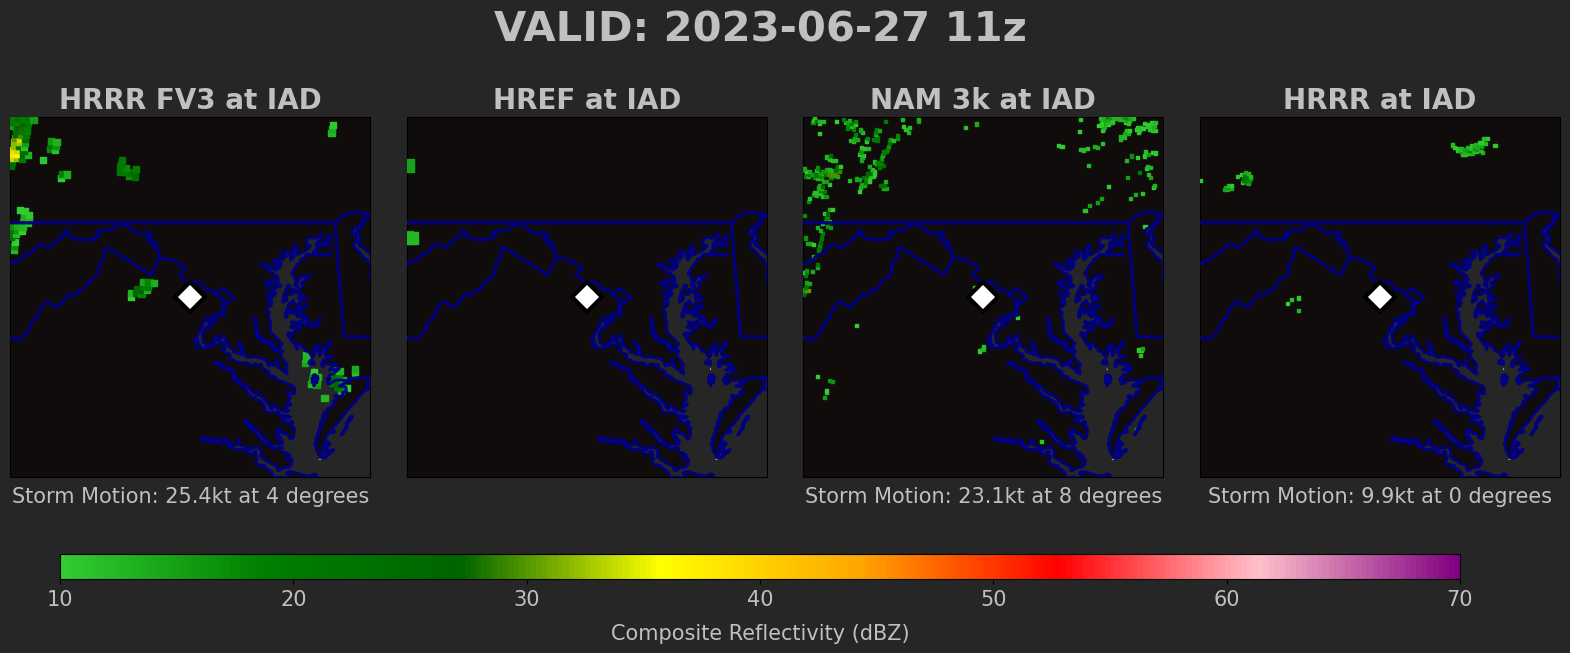 VALID: 2023-06-27 11z
HRRR FV3 at IAD
HREF at IAD
NAM 3k at IAD
HRRR at IAD
Storm Motion: 25.4kt at 4 degrees
Storm Motion: 23.1kt at 8 degrees
Storm Motion: 9.9kt at 0 degrees
10 20 30 40 50 60 70
Composite Reflectivity (dBZ)